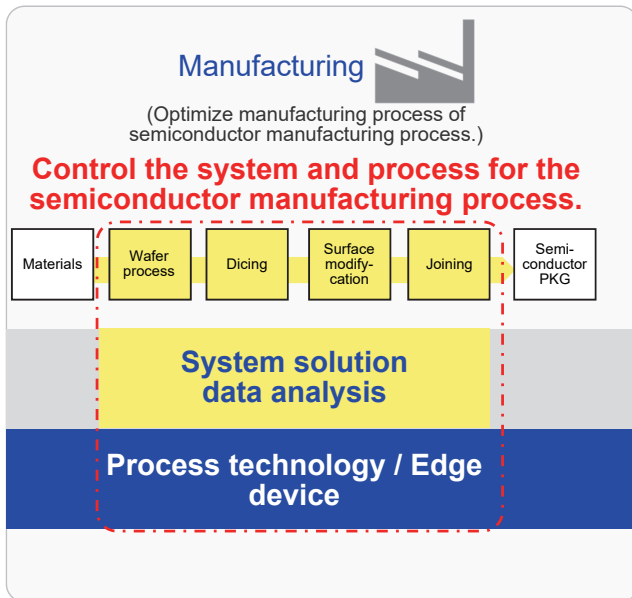 Manufacturing
(Optimize manufacturing process of
semiconductor manufacturing process.)
Control the system and process for the
semiconductor manufacturing process.
Materials
Wafer
process
Dicing
Surface
modify-
cation
Joining
Semi-
conductor
PKG
System solution
data analysis
Process technology / Edge
device